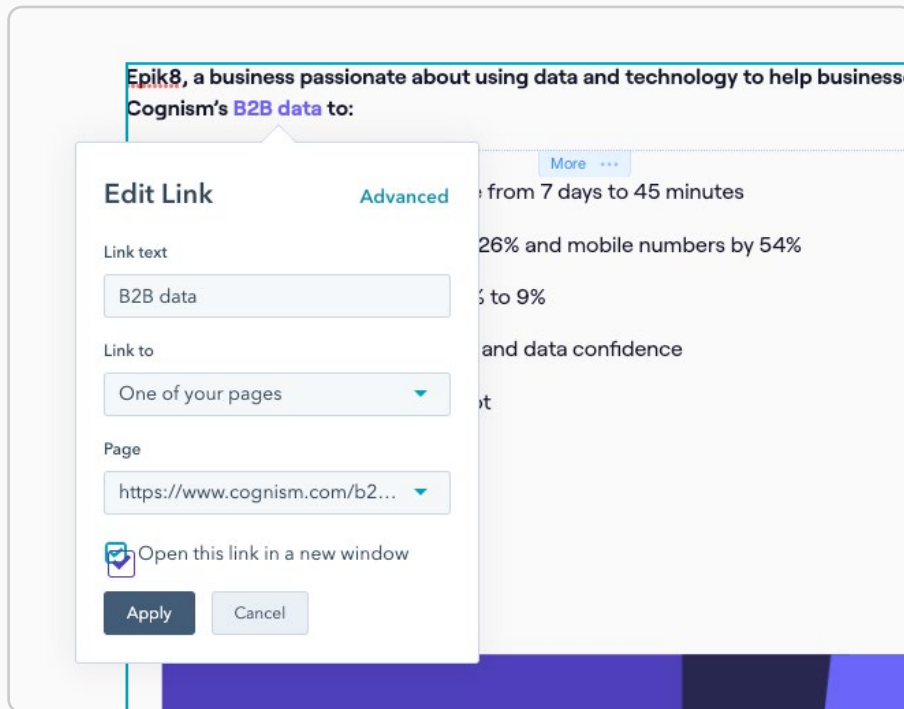 Epik8, a business passionate about using data and technology to help
Cognism’s B2B data to:
More
Edit Link
Advanced
from 7 days to 45 minutes
Link text
26% and mobile numbers by 54%
B2B data
to 9%
Link to
and data confidence
One of your pages
Page
https://www.cognism.com/b2...
Open this link in a new window
Apply
Cancel